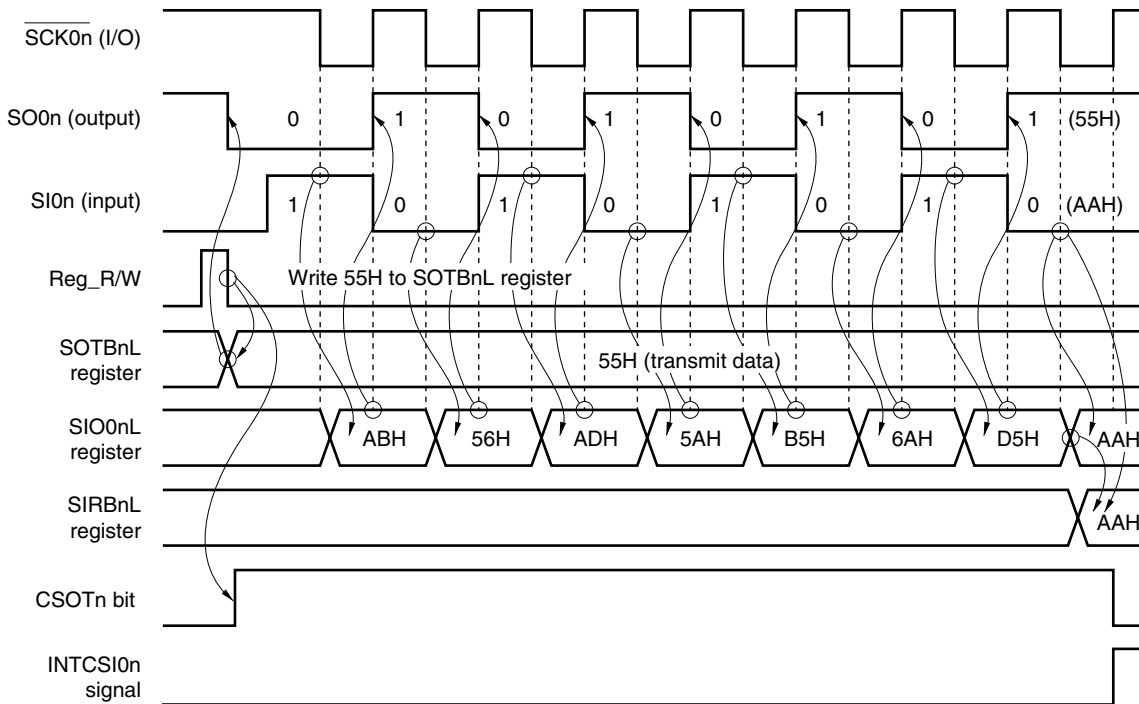 SCK0n (I/O)
SO0n (output) 0 1 0 1 0 1 0 1 (55H)
SI0n (input) 1 0 1 0 1 0 1 0 (AAH)
Reg_R/W Write 55H to SOTBnL register
SOTBnL
register
55H (transmit data)
SIO0nL
register
ABH 56H ADH 5AH B5H 6AH D5H AAH
SIRBnL
register
AAH
CSOTn bit
INTCSI0n
signal